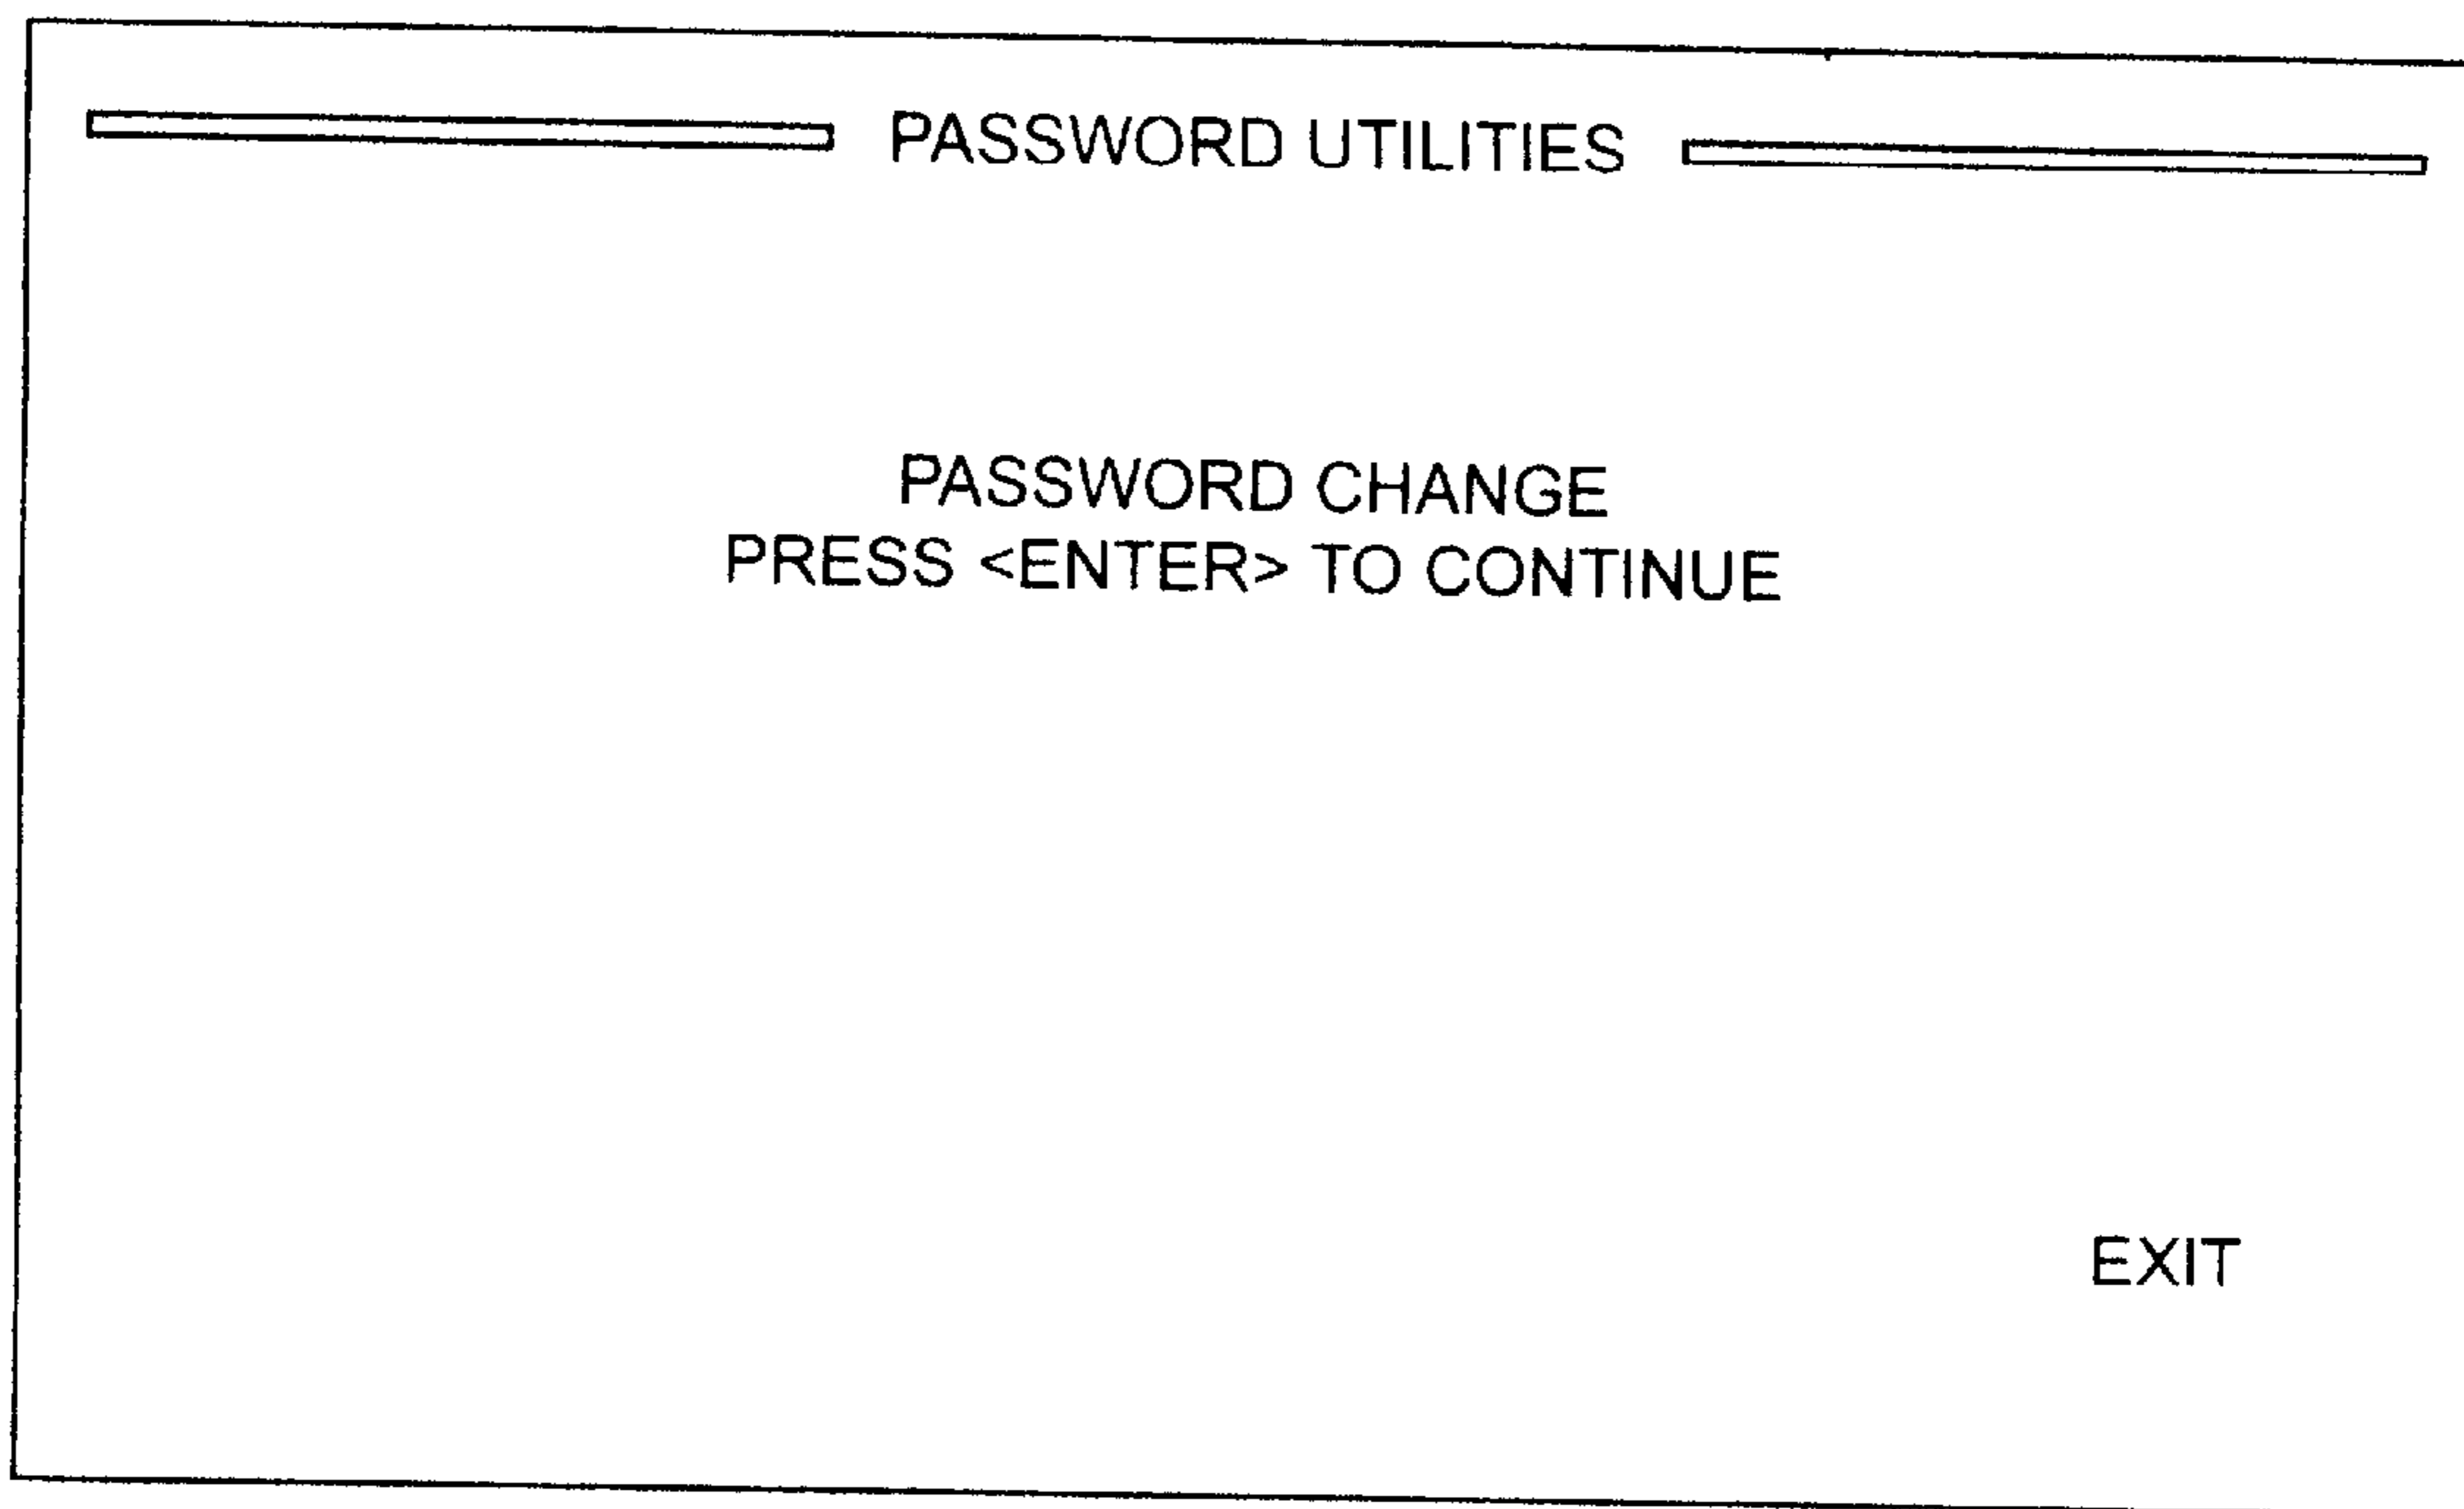 PASSWORD UTILITIES
PASSWORD CHANGE
PRESS <ENTER> TO CONTINUE
EXIT